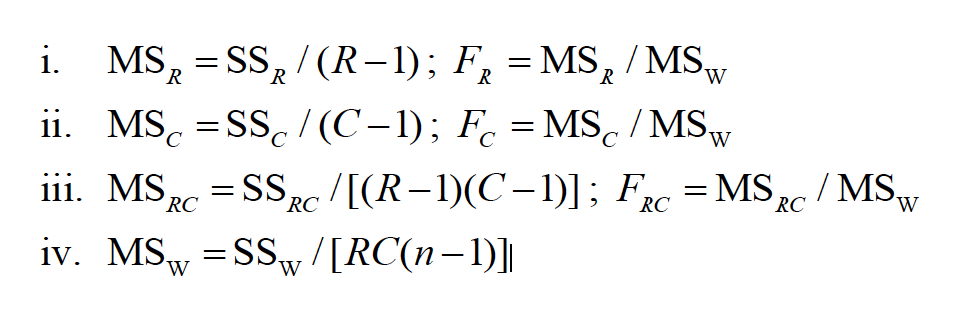 i. MS_R = SS_R / (R − 1) ; F_R = MS_R / MS_W
ii. MS_C = SS_C / (C − 1) ; F_C = MS_C / MS_W
iii. MS_RC = SS_RC / [(R − 1)(C − 1)] ; F_RC = MS_RC / MS_W
iv. MS_W = SS_W / [RC(n − 1)]